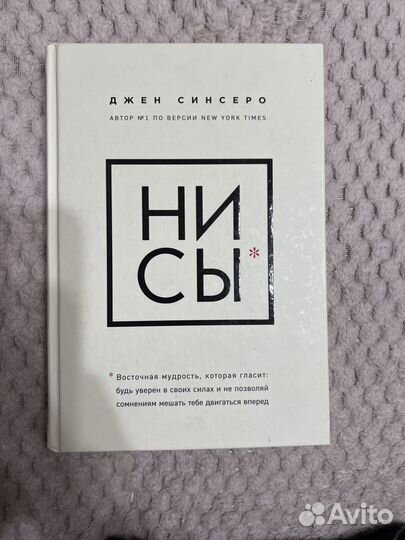 ДЖЕН СИНСЕРО
АВТОР №1 ПО ВЕРСИИ NEW YORK TIMES
НИ
СЫ*
* Восточная мудрость, которая гласит:
будь уверен в своих силах и не позволяй
сомнениям мешать тебе двигаться вперед
Avito